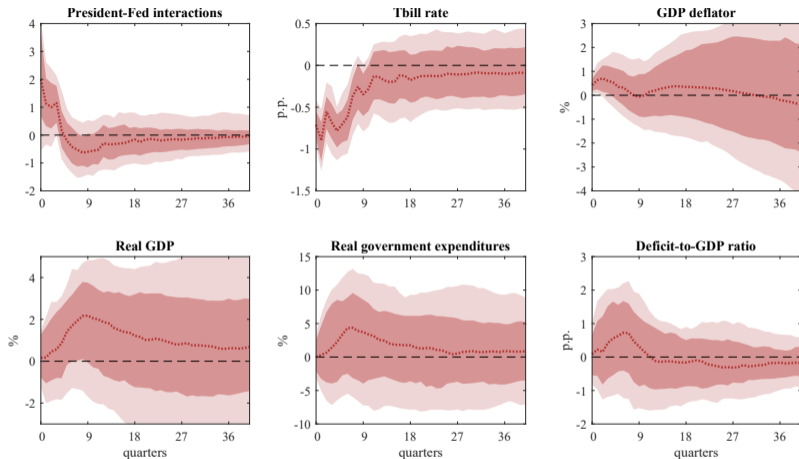 President-Fed interactions
4
3
2
1
0
-1
-2
0 9 18 27 36
Tbill rate
p.p.
0.5
0
-0.5
-1
-1.5
0 9 18 27 36
GDP deflator
%
3
2
1
0
-1
-2
-3
-4
0 9 18 27 36
Real GDP
%
4
2
0
-2
0 9 18 27 36
quarters
Real government expenditures
%
15
10
5
0
-5
-10
0 9 18 27 36
quarters
Deficit-to-GDP ratio
p.p.
3
2
1
0
-1
-2
0 9 18 27 36
quarters